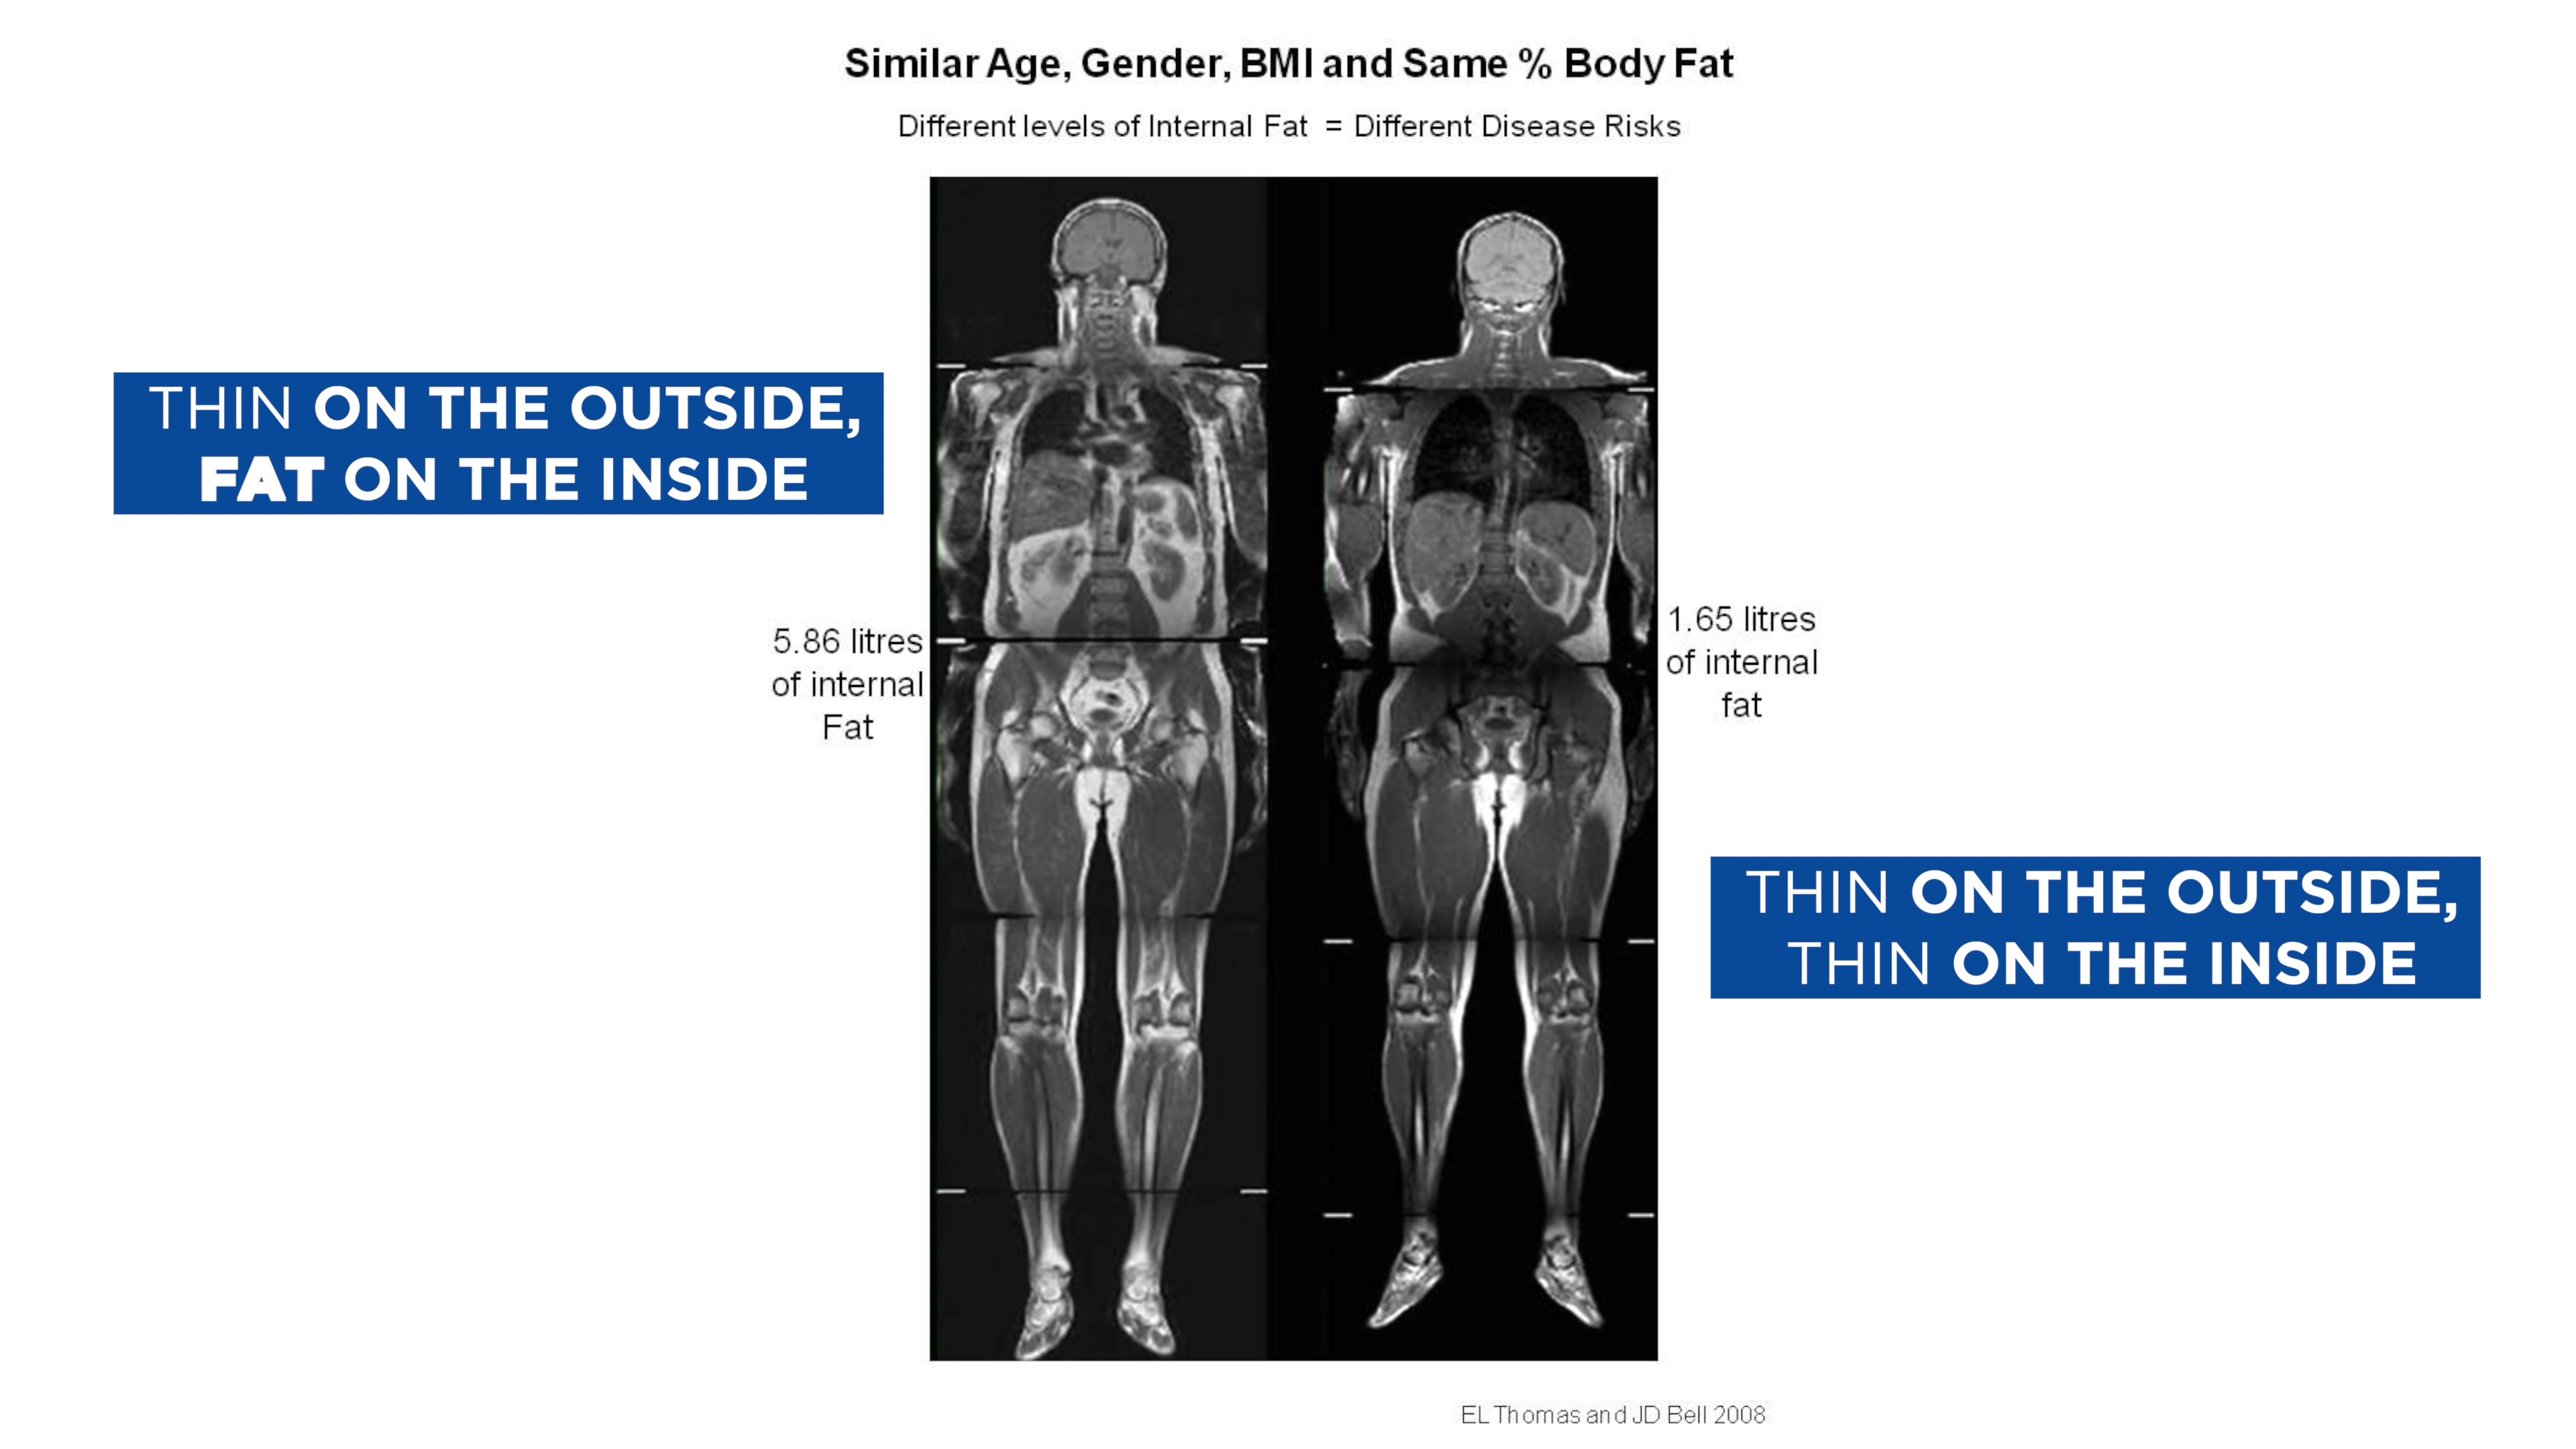 Similar Age, Gender, BMI and Same % Body Fat
Different levels of Internal Fat = Different Disease Risks
THIN ON THE OUTSIDE,
FAT ON THE INSIDE
5.86 litres
of internal
Fat
1.65 litres
of internal
fat
THIN ON THE OUTSIDE,
THIN ON THE INSIDE
EL Thomas and JD Bell 2008